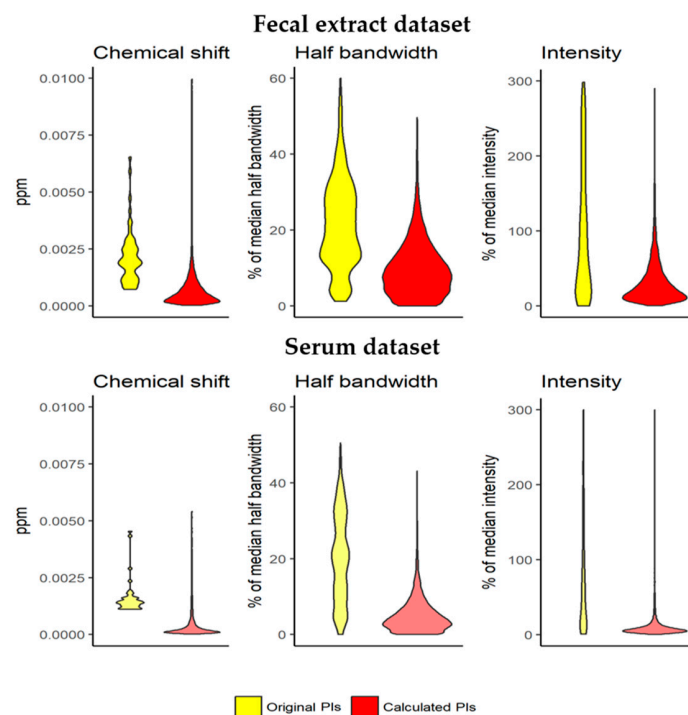 Fecal extract dataset
Chemical shift Half bandwidth Intensity
0.0100
0.0075
0.0050
0.0025
0.0000
ppm
60
40
20
0
% of median half bandwidth
300
200
100
0
% of median intensity
Serum dataset
Chemical shift Half bandwidth Intensity
0.0100
0.0075
0.0050
0.0025
0.0000
ppm
60
40
20
0
% of median half bandwidth
300
200
100
0
% of median intensity
Original PIs Calculated PIs